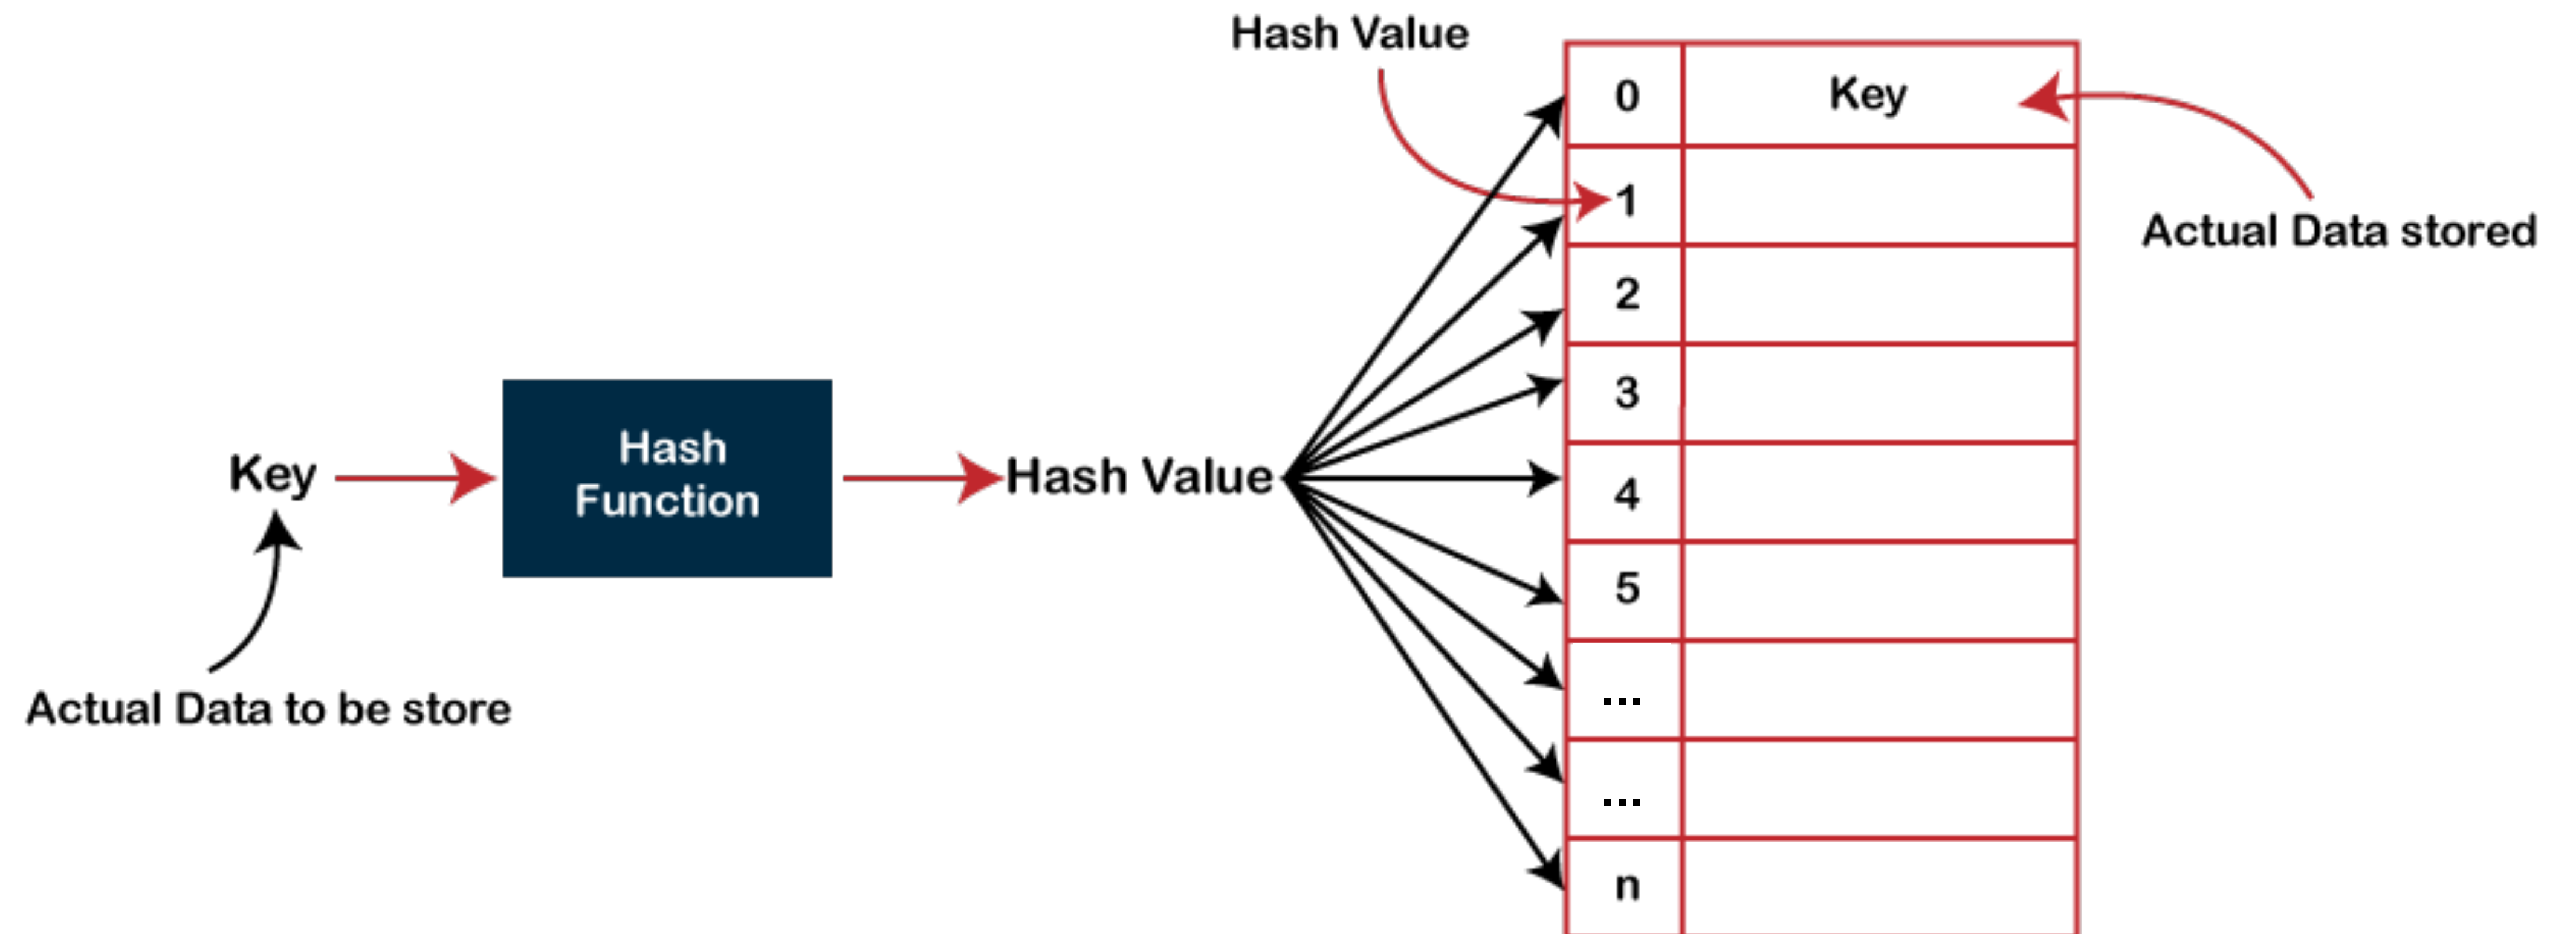 Hash Value
0 Key
1
Actual Data stored
2
3
Key
Hash
Function
Hash Value
4
5
...
Actual Data to be store
...
n